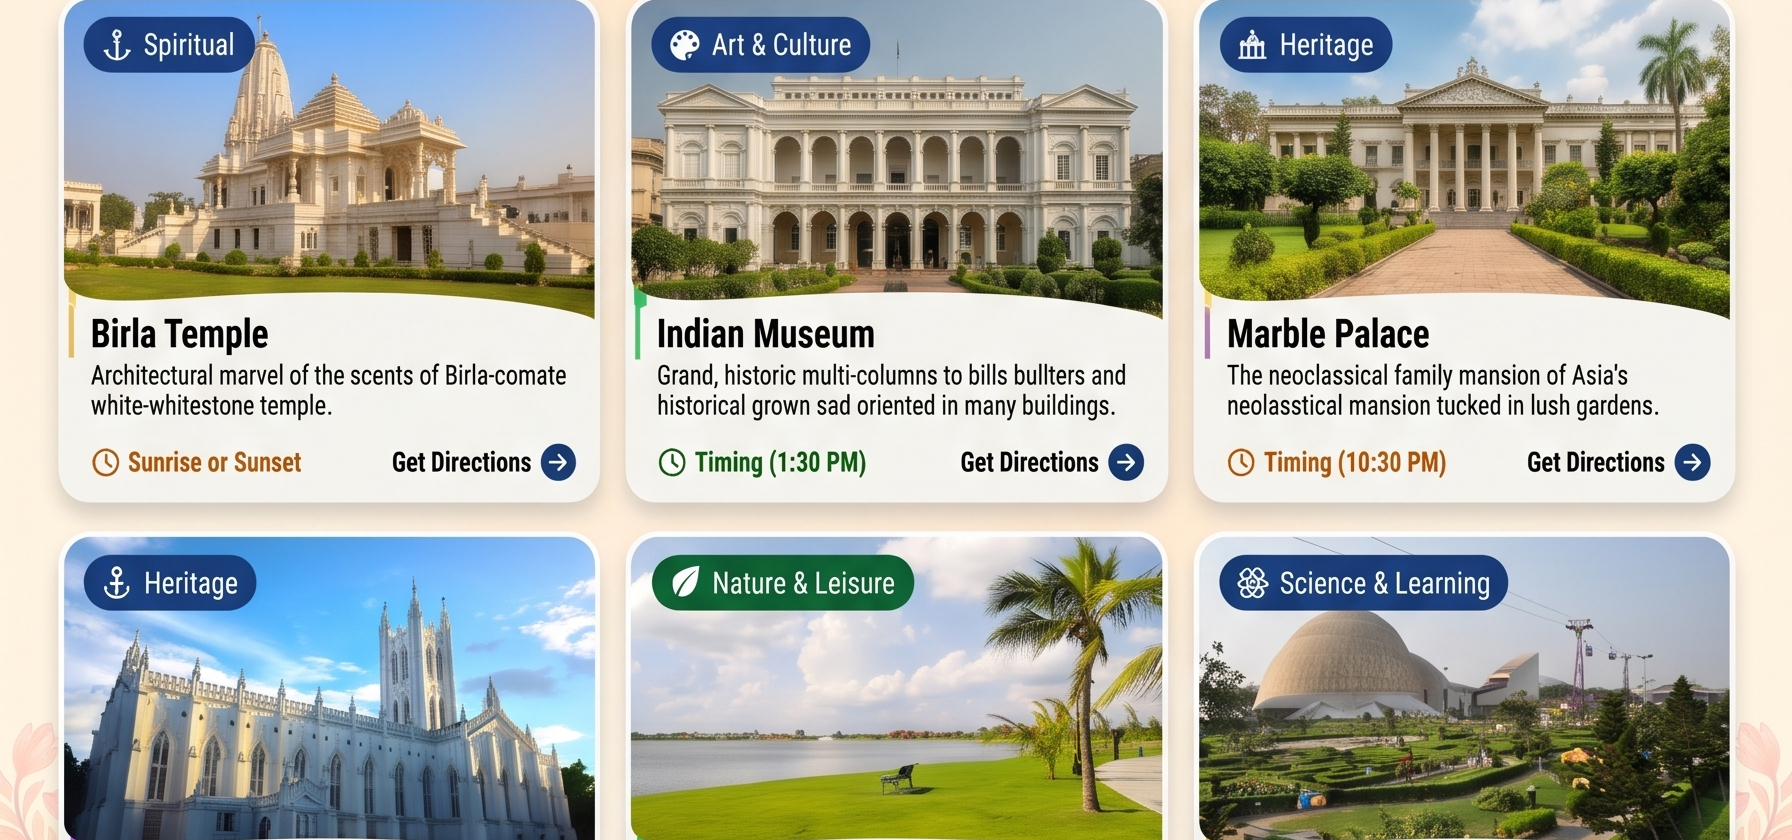 Spiritual
Art & Culture
Heritage
Birla Temple
Architectural marvel of the scents of Birla-comate
white-whitestone temple.
Sunrise or Sunset
Get Directions
Indian Museum
Grand, historic multi-columns to bills bullters and
historical grown sad oriented in many buildings.
Timing (1:30 PM)
Get Directions
Marble Palace
The neoclassical family mansion of Asia's
neolasstical mansion tucked in lush gardens.
Timing (10:30 PM)
Get Directions
Heritage
Nature & Leisure
Science & Learning